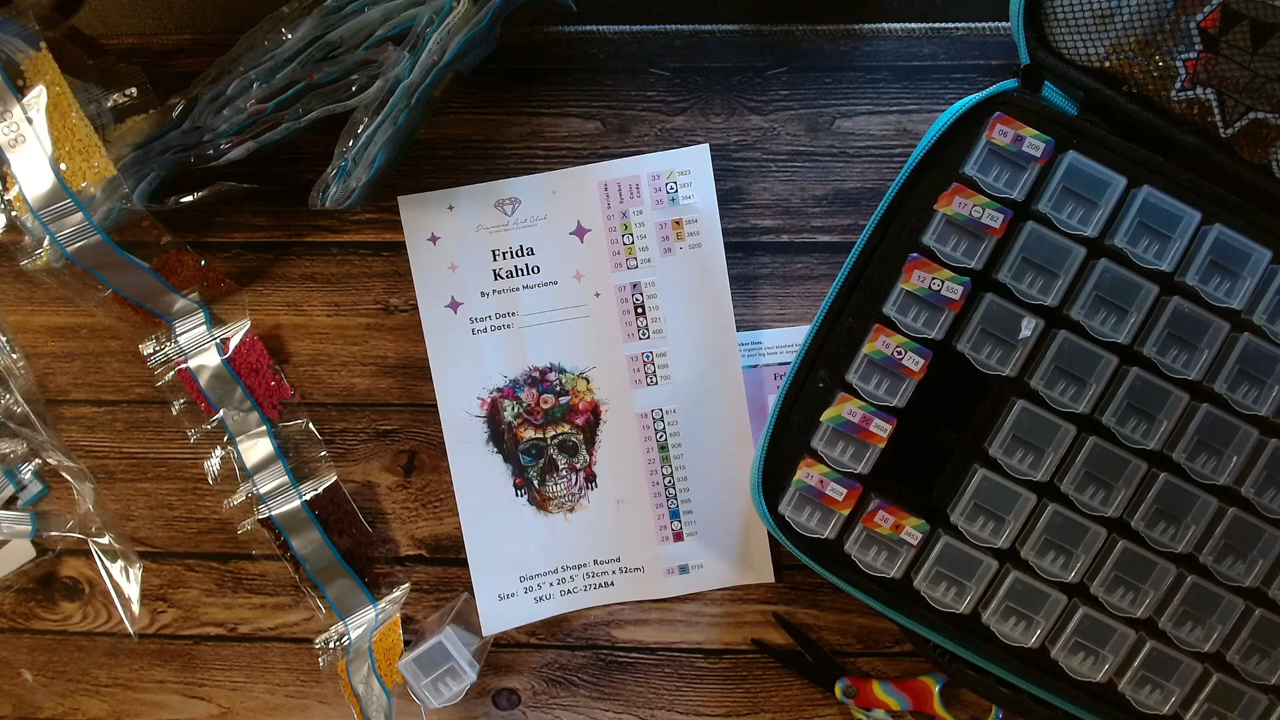 Diamond Art Club
Frida
Kahlo
By Patrice Murciano
Start Date:
End Date:
Diamond Shape: Round
Size: 20.5" x 20.5" (52cm x 52cm)
SKU: DAC-272AB4
Serial No.
Symbol
Color Code
01 X 126
02 135
03 154
04 2 165
05 208
07 210
08 300
09 310
10 321
11 400
13 666
14 699
15 700
18 814
19 823
20 890
21 906
22 H 907
23 915
24 938
25 939
26 995
27 996
28 3371
29 3607
32 3755
33 3823
34 3837
35 + 3841
37 3854
38 E 3855
39 5200
06 P 209
17 782
12 550
16 718
30 % 3608
31 3609
36 3853